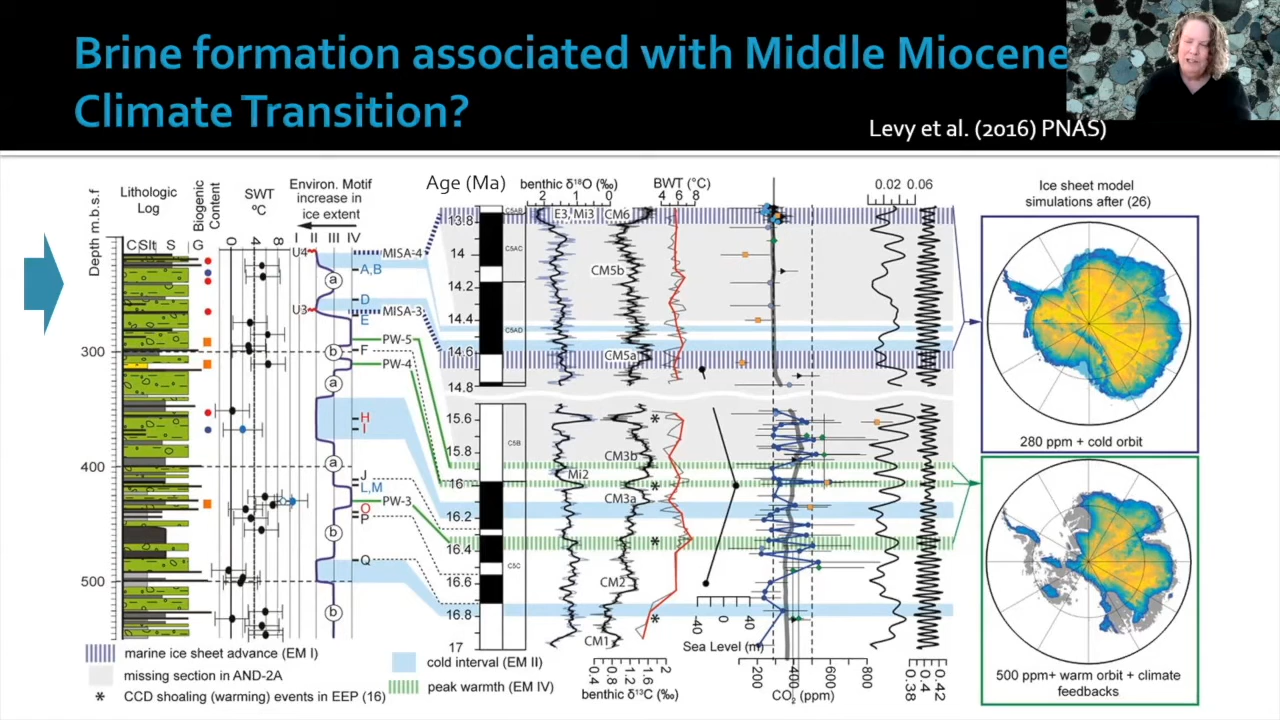 Brine formation associated with Middle Miocene
Climate Transition?
Levy et al. (2016) PNAS)
Depth m.b.s.f
Lithologic
Log
C Slt S G
Biogenic
Content
SWT
ºC
0 4 8
Environ. Motif
increase in
ice extent
I II III IV
Age (Ma)
benthic δ18O (‰)
2 1 0
BWT (°C)
4 6 8
0.02 0.06
Ice sheet model
simulations after (26)
U4
MISA-4
A,B
a
D
U3
MISA-3
E
PW-5
300
b
F
PW-4
a
H
I
400
a
J
L,M
PW-3
O
P
b
500
Q
b
13.8
14
14.2
14.4
14.6
14.8
15.6
15.8
16
16.2
16.4
16.6
16.8
17
C5AC
C5AD
C5B
C5C
E3, Mi3
CM6
CM5b
CM5a
*
CM3b
Mi2
*
CM3a
*
CM2
*
CM1
-40 0 40
Sea Level (m)
0.4 0.8 1.2 1.6 2
benthic δ13C (‰)
200 400 600 800
CO2 (ppm)
0.38 0.4 0.42
280 ppm + cold orbit
500 ppm+ warm orbit + climate
feedbacks
marine ice sheet advance (EM I)
missing section in AND-2A
* CCD shoaling (warming) events in EEP (16)
cold interval (EM II)
peak warmth (EM IV)